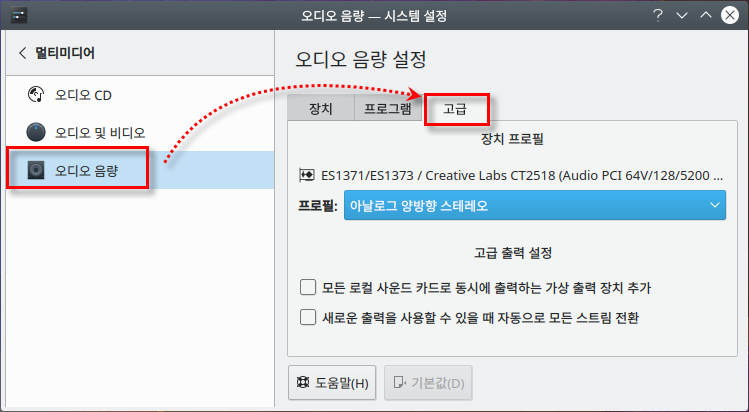 오디오 음량 — 시스템 설정
멀티미디어
오디오 CD
오디오 및 비디오
오디오 음량
오디오 음량 설정
장치 프로그램 고급
장치 프로필
ES1371/ES1373 / Creative Labs CT2518 (Audio PCI 64V/128/5200 ...
프로필: 아날로그 양방향 스테레오
고급 출력 설정
모든 로컬 사운드 카드로 동시에 출력하는 가상 출력 장치 추가
새로운 출력을 사용할 수 있을 때 자동으로 모든 스트림 전환
도움말(H) 기본값(D)